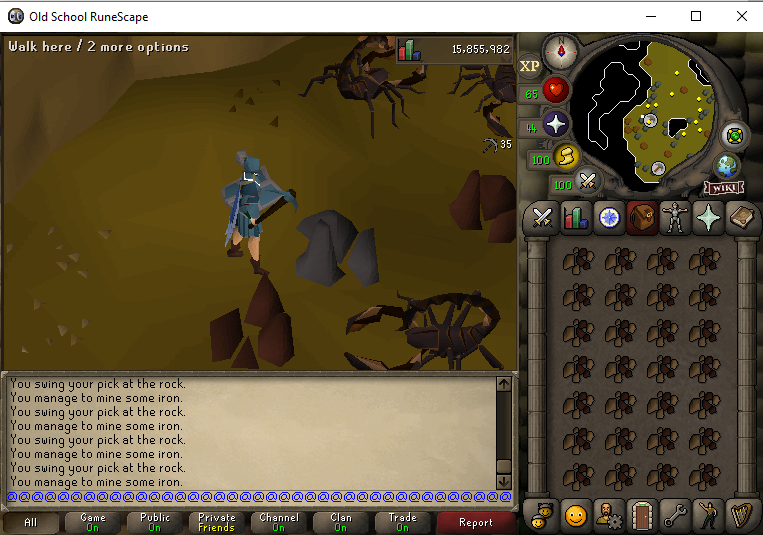 Old School RuneScape
Walk here / 2 more options
15,855,982
XP
65
35
44
100
100
WIKI
You swing your pick at the rock.
You manage to mine some iron.
You swing your pick at the rock.
You manage to mine some iron.
You swing your pick at the rock.
You manage to mine some iron.
You swing your pick at the rock.
You manage to mine some iron.
@@@@@@@@@@@@@@@@@@@@@@@@@@@@@@@@@@@@@@@@
All
Game
On
Public
On
Private
Friends
Channel
On
Clan
On
Trade
On
Report